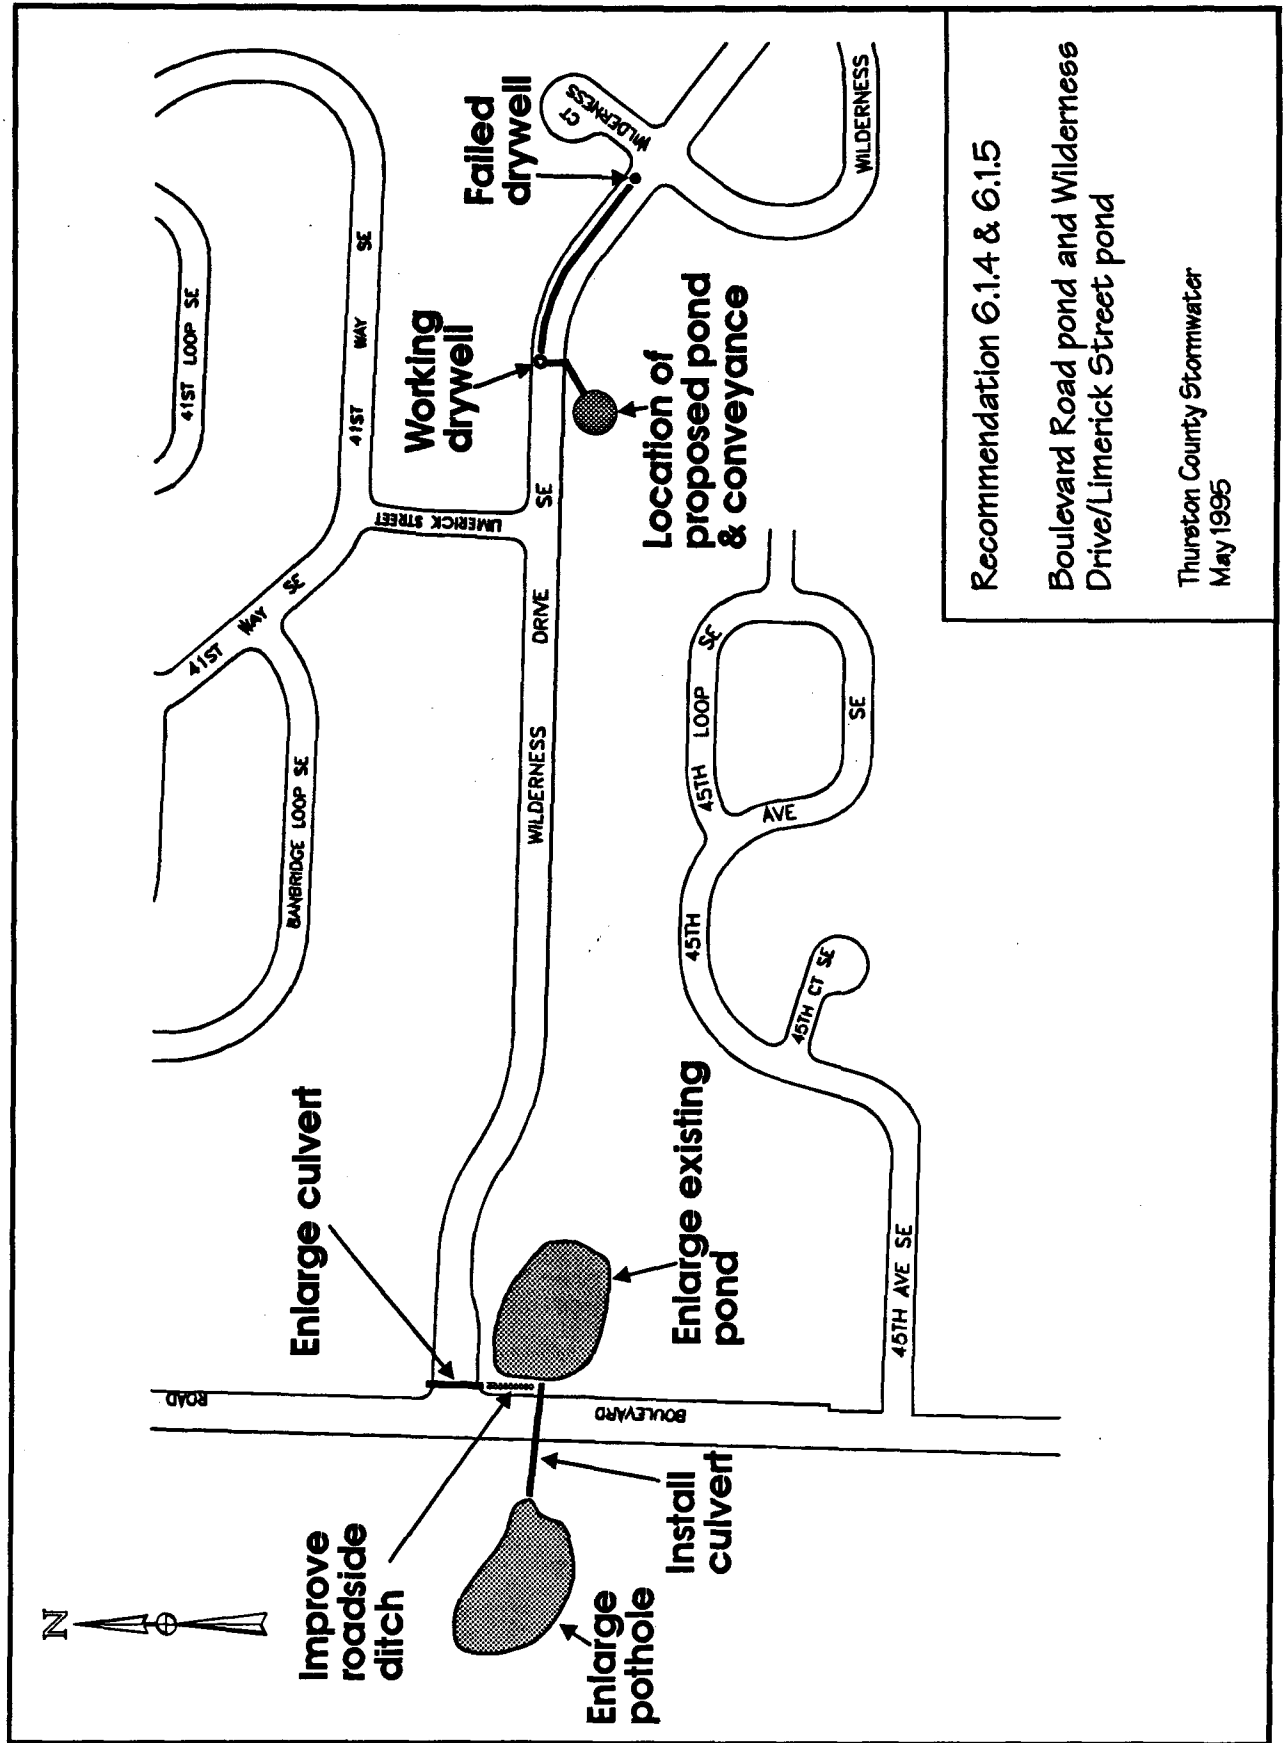 N
Improve
roadside
ditch
Enlarge culvert
Enlarge
pothole
Install
culvert
Enlarge existing
pond
ROAD
BOULEVARD
BANBRIDGE LOOP SE
41ST WAY SE
41ST LOOP SE
41ST WAY SE
LIMERICK STREET
WILDERNESS DRIVE SE
Working
drywell
Failed
drywell
WILDERNESS
CT
WILDERNESS
Location of
proposed pond
& conveyance
45TH LOOP SE
45TH AVE SE
45TH CT SE
45TH AVE SE
Recommendation 6.1.4 & 6.1.5
Boulevard Road pond and Wilderness
Drive/Limerick Street pond
Thurston County Stormwater
May 1995